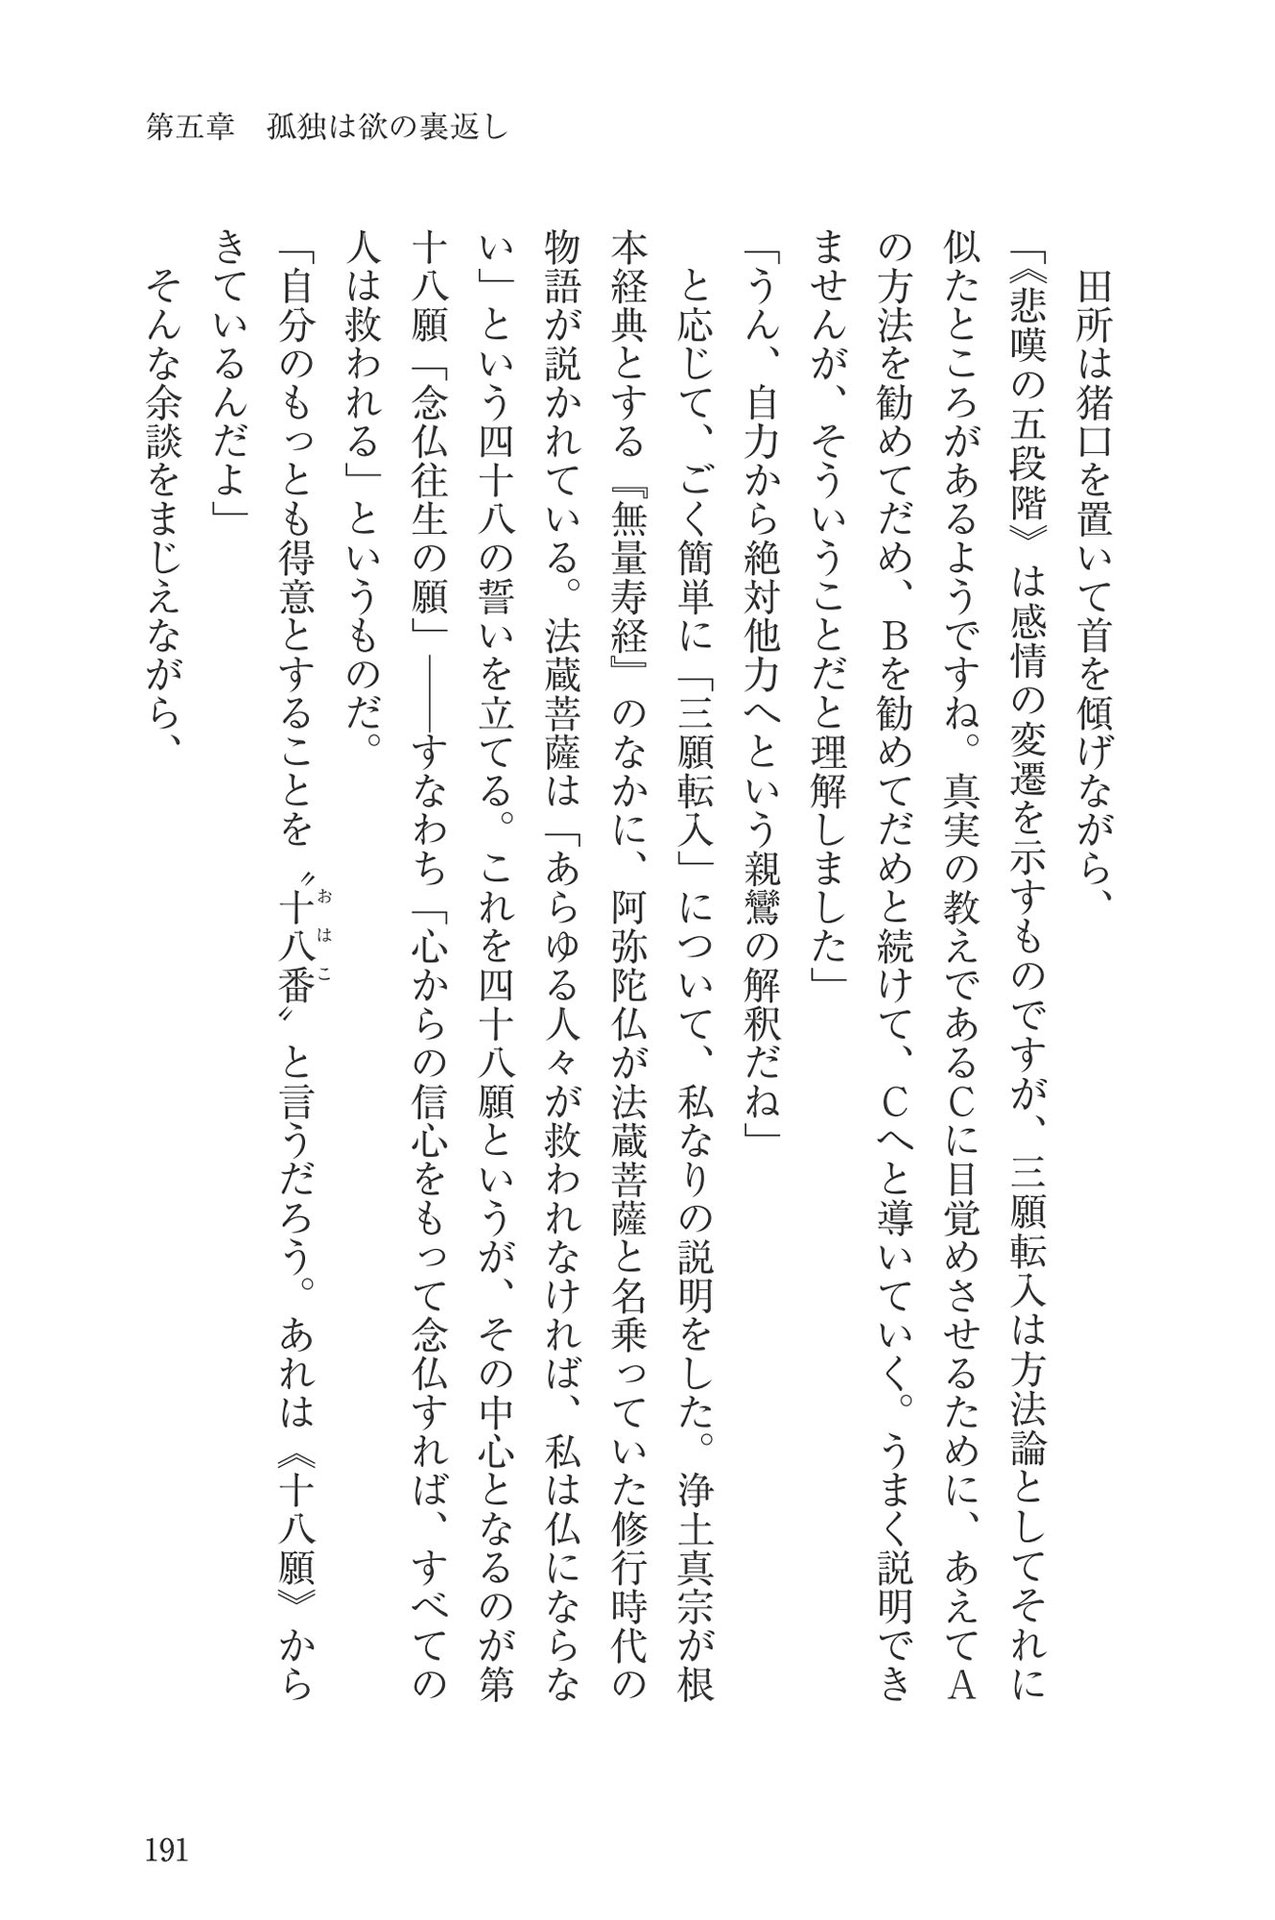 第五章　孤独は欲の裏返し
　田所は猪口を置いて首を傾げながら、
「《悲嘆の五段階》は感情の変遷を示すものですが、三願転入は方法論としてそれに
似たところがあるようですね。真実の教えであるCに目覚めさせるために、あえてA
の方法を勧めてだめ、Bを勧めてだめと続けて、Cへと導いていく。うまく説明でき
ませんが、そういうことだと理解しました」
「うん、自力から絶対他力へという親鸞の解釈だね」
　と応じて、ごく簡単に「三願転入」について、私なりの説明をした。浄土真宗が根
本経典とする『無量寿経』のなかに、阿弥陀仏が法蔵菩薩と名乗っていた修行時代の
物語が説かれている。法蔵菩薩は「あらゆる人々が救われなければ、私は仏にならな
い」という四十八の誓いを立てる。これを四十八願というが、その中心となるのが第
十八願「念仏往生の願」――すなわち「心からの信心をもって念仏すれば、すべての
人は救われる」というものだ。
「自分のもっとも得意とすることを〝十八番〟と言うだろう。あれは《十八願》から
おはこ
きているんだよ」
　そんな余談をまじえながら、
191